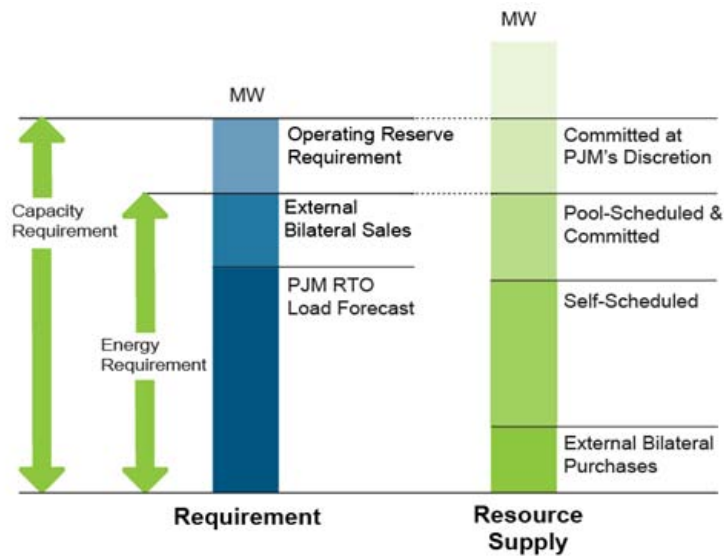 MW
MW
Operating Reserve
Requirement
Committed at
PJM's Discretion
Capacity
Requirement
External
Bilateral Sales
Pool-Scheduled &
Committed
PJM RTO
Load Forecast
Self-Scheduled
Energy
Requirement
External Bilateral
Purchases
Requirement
Resource
Supply